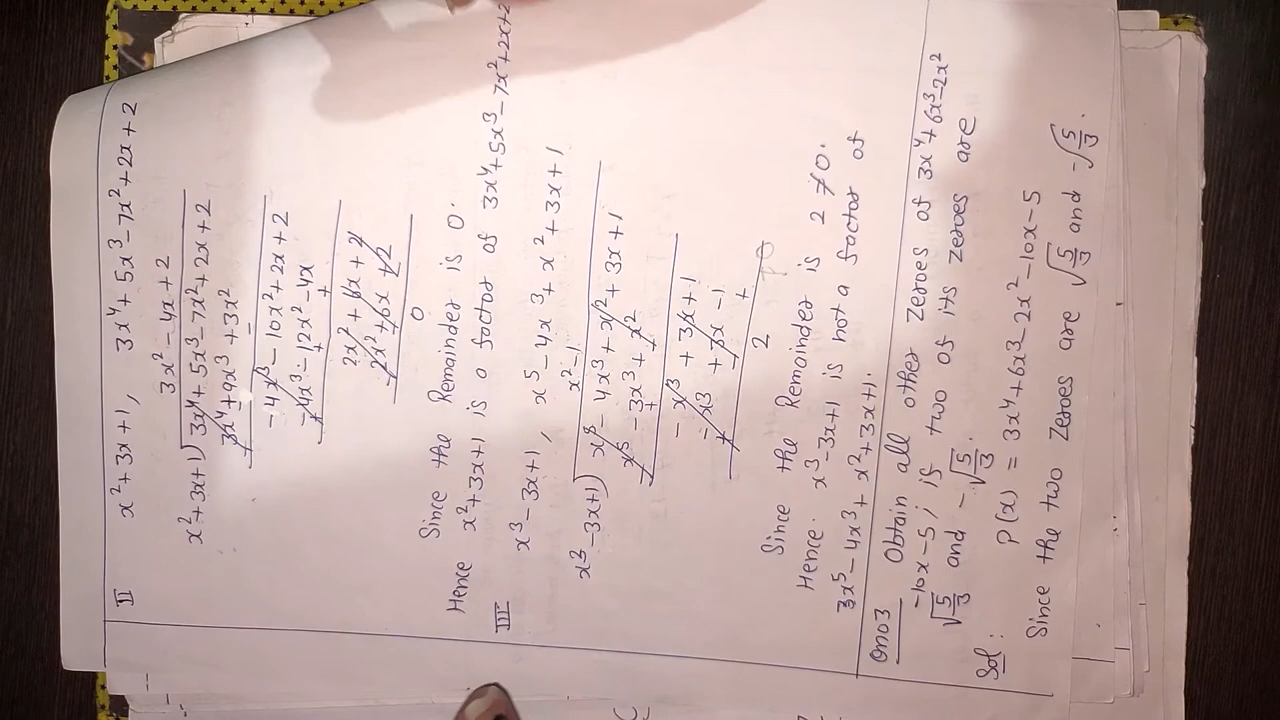 II x² + 3x + 1, 3x⁴ + 5x³ - 7x² + 2x + 2
3x² - 4x + 2
x² + 3x + 1) 3x⁴ + 5x³ - 7x² + 2x + 2
3x⁴ + 9x³ + 3x²
- - -
- 4x³ - 10x² + 2x + 2
- 4x³ - 12x² - 4x
+ + +
2x² + 6x + 2
2x² + 6x + 2
- - -
0
Since the Remainder is 0.
Hence x² + 3x + 1 is a factor of 3x⁴ + 5x³ - 7x² + 2x + 2
III x³ - 3x + 1, x⁵ - 4x³ + x² + 3x + 1
x² - 1
x³ - 3x + 1) x⁵ - 4x³ + x² + 3x + 1
x⁵ - 3x³ + x²
- + -
- x³ + 3x + 1
- x³ + 3x - 1
+ - +
2
Since the Remainder is 2 ≠ 0.
Hence. x³ - 3x + 1 is not a factor of
3x⁵ - 4x³ + x² + 3x + 1.
Qno3 Obtain all other zeroes of 3x⁴ + 6x³ - 2x²
- 10x - 5; is two of its zeroes are
√5/3 and - √5/3.
Sol: P(x) = 3x⁴ + 6x³ - 2x² - 10x - 5
Since the two zeroes are √5/3 and - √5/3.